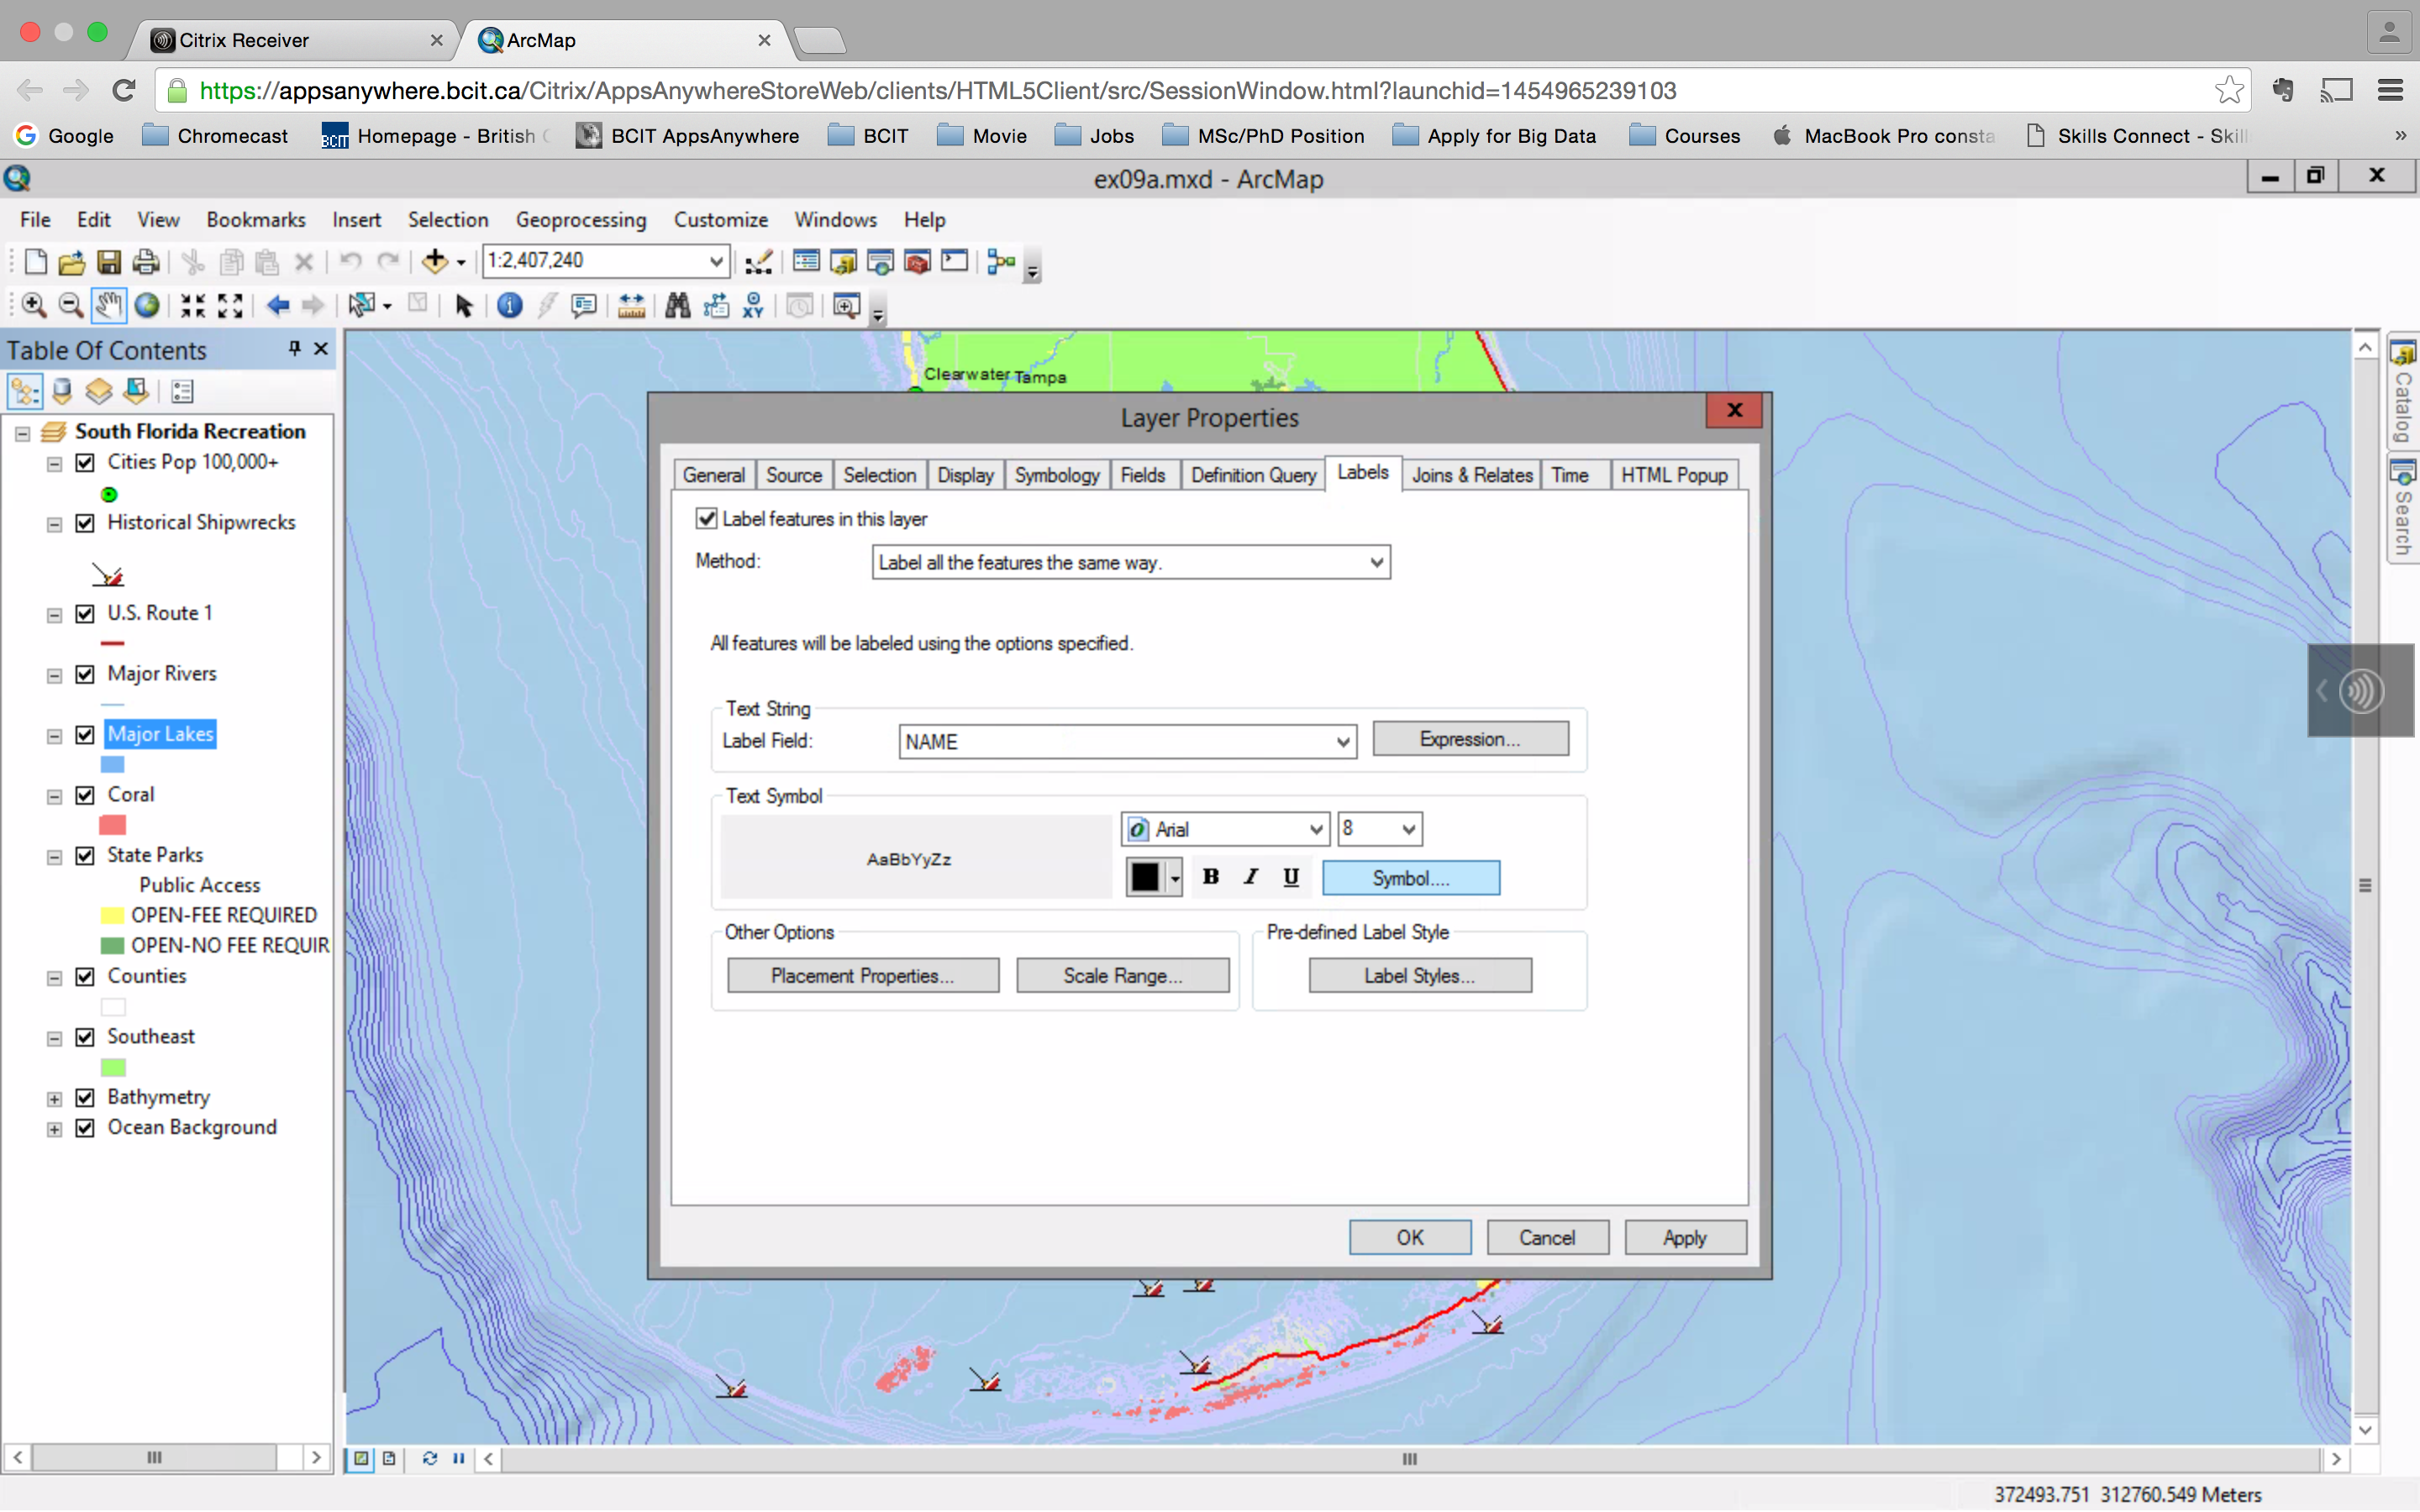 Citrix Receiver
ArcMap
https://appsanywhere.bcit.ca/Citrix/AppsAnywhereStoreWeb/clients/HTML5Client/src/SessionWindow.html?launchid=1454965239103
Google
Chromecast
BCIT
Homepage - British
BCIT AppsAnywhere
BCIT
Movie
Jobs
MSc/PhD Position
Apply for Big Data
Courses
MacBook Pro consta
Skills Connect - Skill
»
ex09a.mxd - ArcMap
File Edit View Bookmarks Insert Selection Geoprocessing Customize Windows Help
1:2,407,240
XY
Table Of Contents
South Florida Recreation
Cities Pop 100,000+
Historical Shipwrecks
U.S. Route 1
Major Rivers
Major Lakes
Coral
State Parks
Public Access
OPEN-FEE REQUIRED
OPEN-NO FEE REQUIR
Counties
Southeast
Bathymetry
Ocean Background
Clearwater
Tampa
Layer Properties
General Source Selection Display Symbology Fields Definition Query Labels Joins & Relates Time HTML Popup
Label features in this layer
Method:
Label all the features the same way.
All features will be labeled using the options specified.
Text String
Label Field:
NAME
Expression...
Text Symbol
AaBbYyZz
Arial
8
B I U
Symbol....
Other Options
Placement Properties...
Scale Range...
Pre-defined Label Style
Label Styles...
OK
Cancel
Apply
Catalog
Search
372493.751 312760.549 Meters